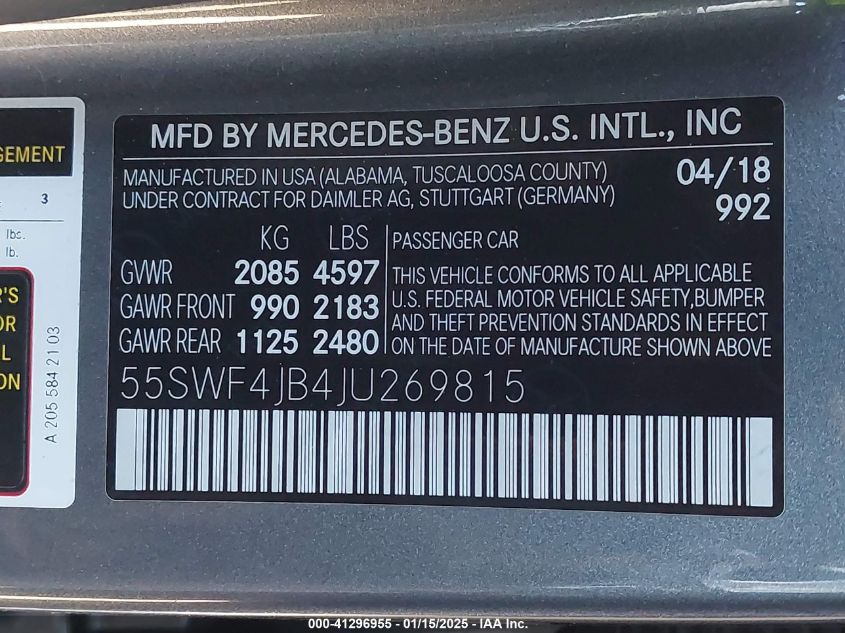 GEMENT
3
lbs.
lb.
R'S
OR
L
ON
A 205 584 21 03
MFD BY MERCEDES-BENZ U.S. INTL., INC
MANUFACTURED IN USA (ALABAMA, TUSCALOOSA COUNTY)
UNDER CONTRACT FOR DAIMLER AG, STUTTGART (GERMANY)
04/18
992
KG LBS
GVWR 2085 4597
GAWR FRONT 990 2183
GAWR REAR 1125 2480
PASSENGER CAR
THIS VEHICLE CONFORMS TO ALL APPLICABLE
U.S. FEDERAL MOTOR VEHICLE SAFETY,BUMPER
AND THEFT PREVENTION STANDARDS IN EFFECT
ON THE DATE OF MANUFACTURE SHOWN ABOVE
55SWF4JB4JU269815
000-41296955 - 01/15/2025 - IAA Inc.